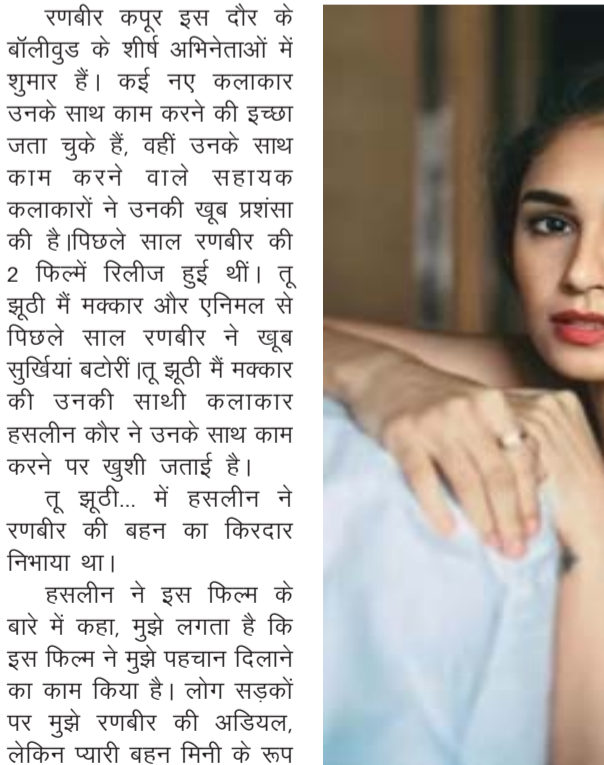 रणबीर कपूर इस दौर के
बॉलीवुड के शीर्ष अभिनेताओं में
शुमार हैं। कई नए कलाकार
उनके साथ काम करने की इच्छा
जता चुके हैं, वहीं उनके साथ
काम करने वाले सहायक
कलाकारों ने उनकी खूब प्रशंसा
की है।पिछले साल रणबीर की
2 फिल्में रिलीज हुई थीं। तू
झूठी मैं मक्कार और एनिमल से
पिछले साल रणबीर ने खूब
सुर्खियां बटोरीं।तू झूठी मैं मक्कार
की उनकी साथी कलाकार
हसलीन कौर ने उनके साथ काम
करने पर खुशी जताई है।
तू झूठी... में हसलीन ने
रणबीर की बहन का किरदार
निभाया था।
हसलीन ने इस फिल्म के
बारे में कहा, मुझे लगता है कि
इस फिल्म ने मुझे पहचान दिलाने
का काम किया है। लोग सड़कों
पर मुझे रणबीर की अडियल,
लेकिन प्यारी बहन मिनी के रूप